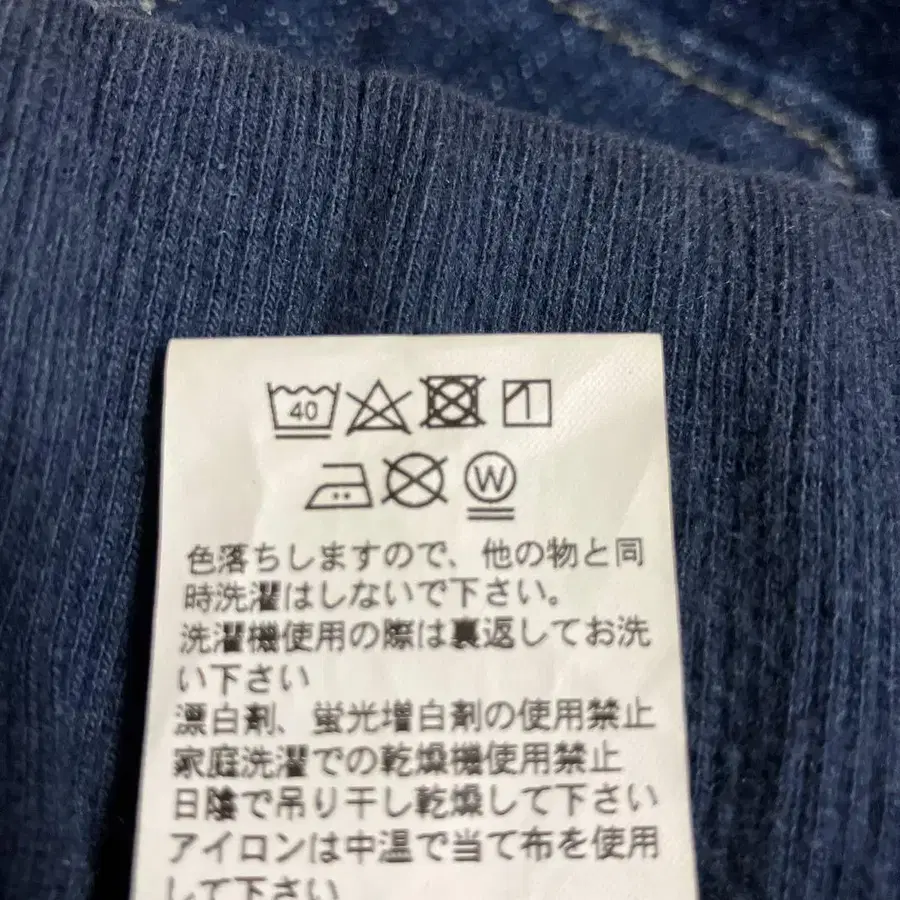 40
W
色落ちしますので、他の物と同
時洗濯はしないで下さい。
洗濯機使用の際は裏返してお洗
い下さい
漂白剤、蛍光増白剤の使用禁止
家庭洗濯での乾燥機使用禁止
日陰で吊り干し乾燥して下さい
アイロンは中温で当て布を使用
して下さい